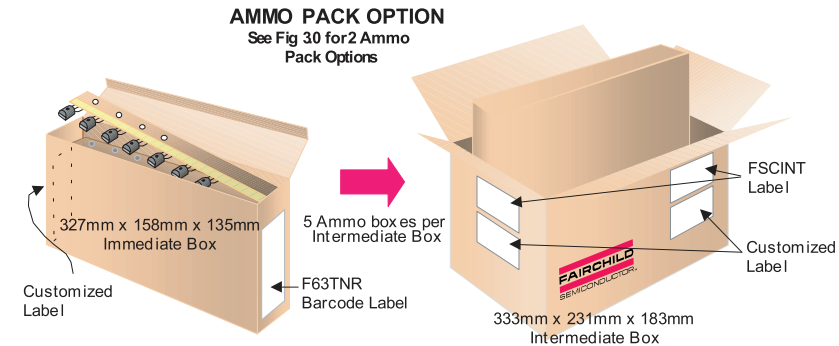 AMMO PACK OPTION
See Fig 3.0 for 2 Ammo
Pack Options
327mm x 158mm x 135mm
Immediate Box
Customized
Label
F63TNR
Barcode Label
5 Ammo boxes per
Intermediate Box
FSCINT
Label
Customized
Label
FAIRCHILD
SEMICONDUCTOR
333mm x 231mm x 183mm
Intermediate Box